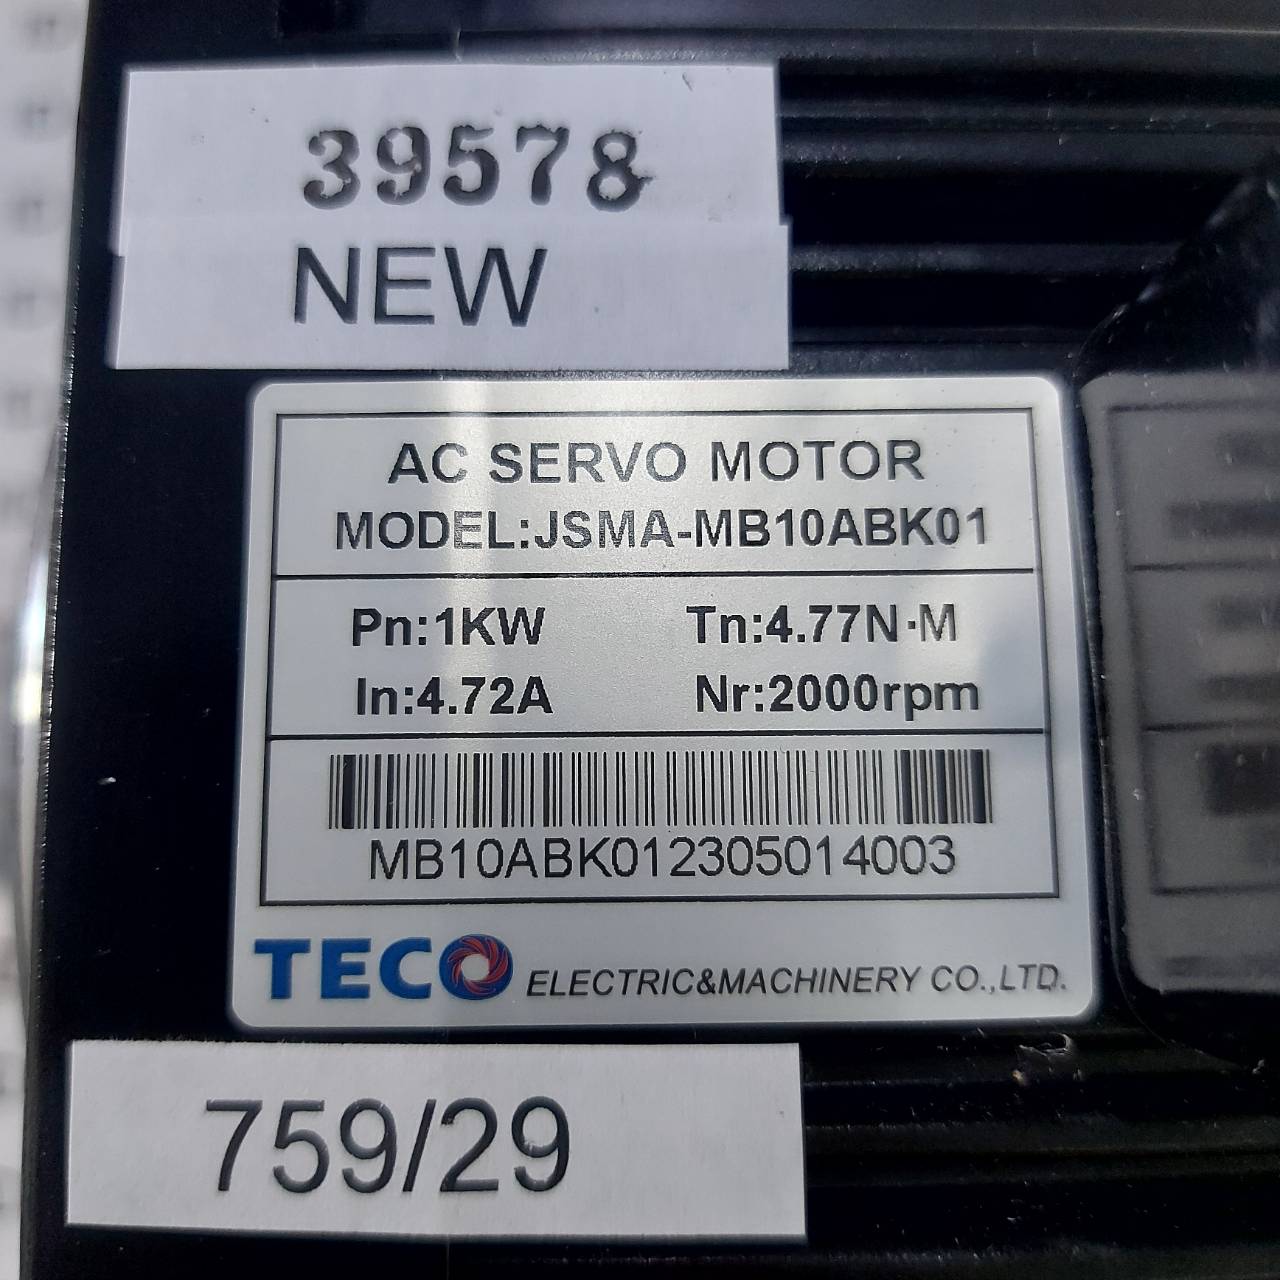 39578
NEW
AC SERVO MOTOR
MODEL:JSMA-MB10ABK01
Pn:1KW Tn:4.77N·M
In:4.72A Nr:2000rpm
MB10ABK012305014003
TECO ELECTRIC&MACHINERY CO.,LTD.
759/29